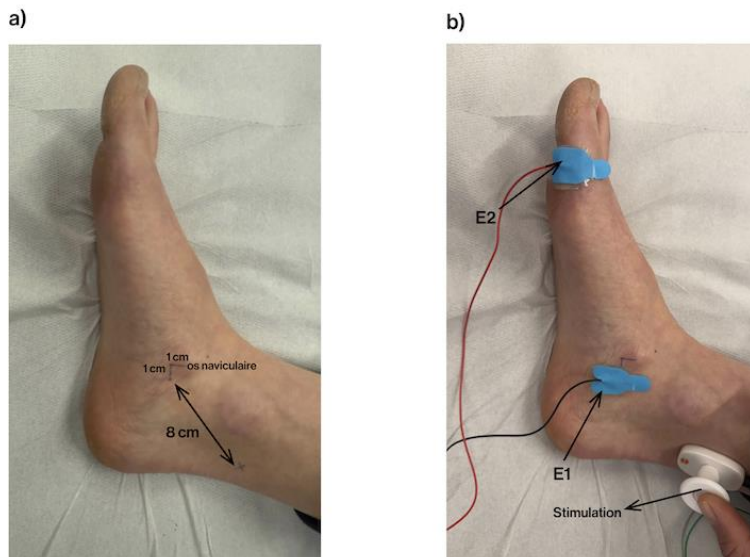 a)
1 cm
1 cm
os naviculaire
8 cm
b)
E2
E1
Stimulation